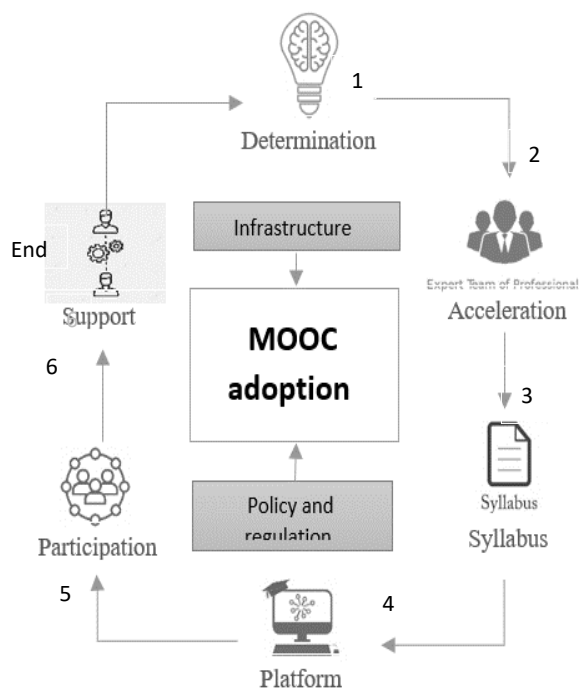 1
Determination
2
Expert Team of Professional
Acceleration
3
Syllabus
Syllabus
4
Platform
5
Participation
6
End
Support
Infrastructure
MOOC
adoption
Policy and
regulation